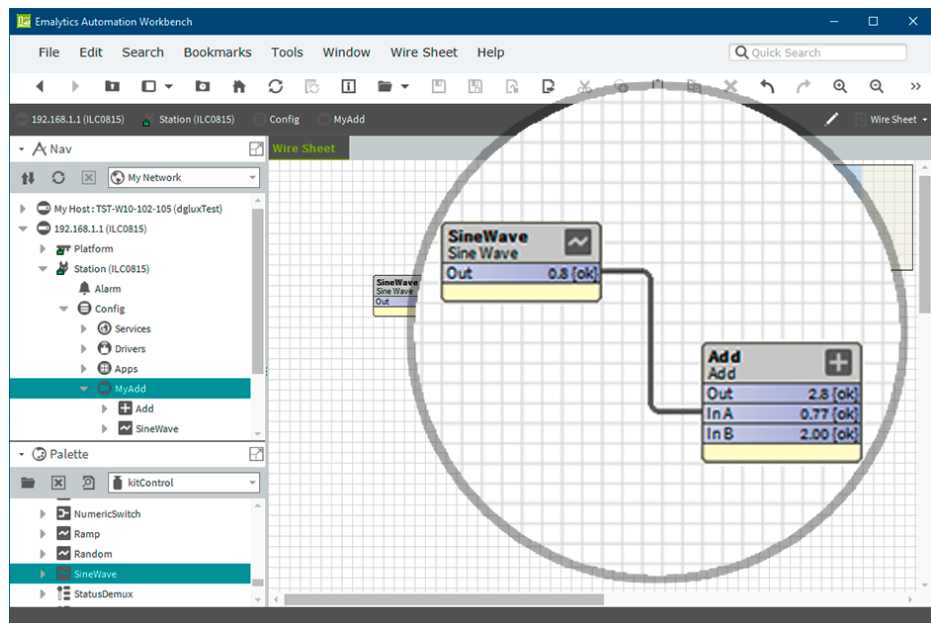 Emalytics Automation Workbench
File Edit Search Bookmarks Tools Window Wire Sheet Help Quick Search
192.168.1.1 (ILC0815) Station (ILC0815) Config MyAdd Wire Sheet
Nav
Wire Sheet
My Network
My Host : TST-W10-102-105 (dgluxTest)
192.168.1.1 (ILC0815)
Platform
Station (ILC0815)
Alarm
Config
Services
Drivers
Apps
MyAdd
Add
SineWave
Palette
kitControl
NumericSwitch
Ramp
Random
SineWave
StatusDemux
SineWave
Sine Wave
Out
SineWave
Sine Wave
Out 0.8 {ok}
Add
Add
Out 2.8 {ok}
In A 0.77 {ok}
In B 2.00 {ok}